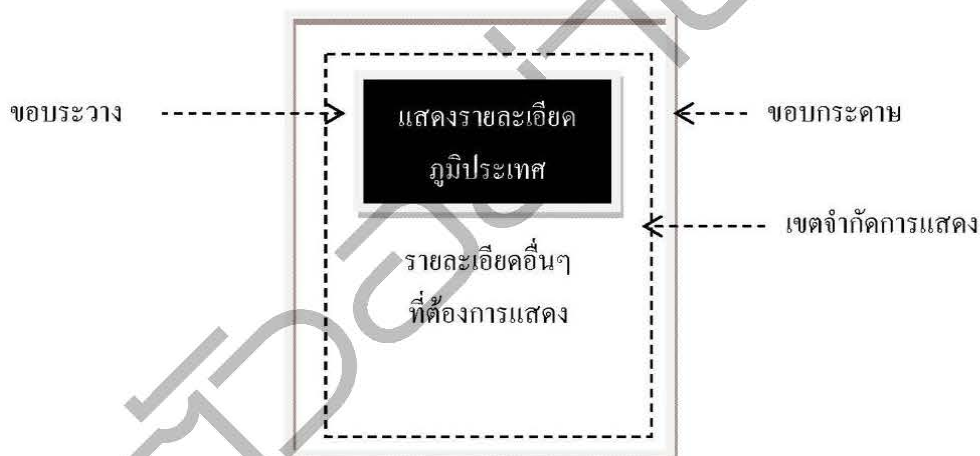 ขอบระวาง
แสดงรายละเอียด
ภูมิประเทศ
ขอบกระดาษ
เขตจำกัดการแสดง
รายละเอียดอื่นๆ
ที่ต้องการแสดง